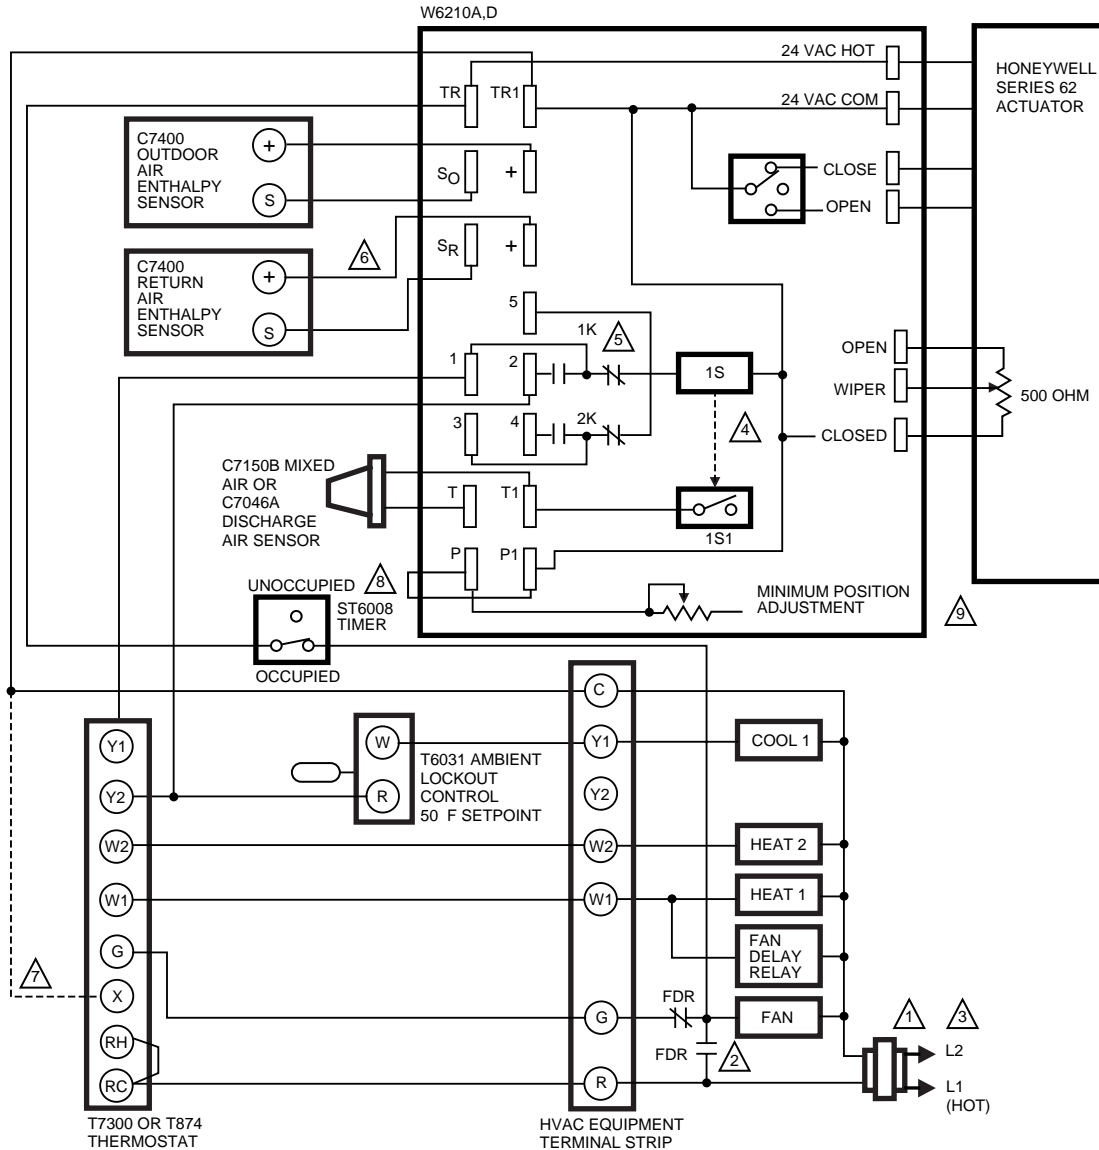 W6210A,D
24 VAC HOT
HONEYWELL
SERIES 62
ACTUATOR
TR
TR1
24 VAC COM
C7400
OUTDOOR
AIR
ENTHALPY
SENSOR
+
S
SO
+
CLOSE
OPEN
C7400
RETURN
AIR
ENTHALPY
SENSOR
+
S
6
SR
+
5
1K
5
1
2
1S
OPEN
WIPER
500 OHM
3
4
2K
4
CLOSED
C7150B MIXED
AIR OR
C7046A
DISCHARGE
AIR SENSOR
T
T1
1S1
P
P1
8
UNOCCUPIED
ST6008
TIMER
OCCUPIED
MINIMUM POSITION
ADJUSTMENT
9
C
Y1
W
T6031 AMBIENT
LOCKOUT
CONTROL
50 F SETPOINT
Y1
COOL 1
Y2
R
Y2
W2
W2
HEAT 2
W1
W1
HEAT 1
FAN
DELAY
RELAY
G
7
X
FDR
G
FAN
1
3
RH
FDR
2
L2
RC
R
L1
(HOT)
T7300 OR T874
THERMOSTAT
HVAC EQUIPMENT
TERMINAL STRIP